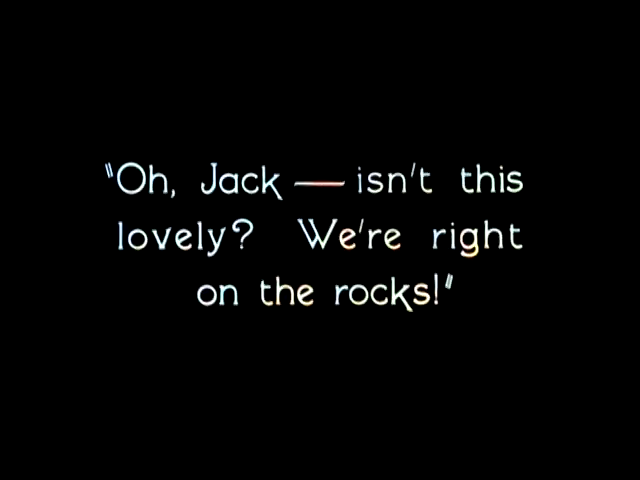 "Oh, Jack — isn't this
lovely? We're right
on the rocks!"